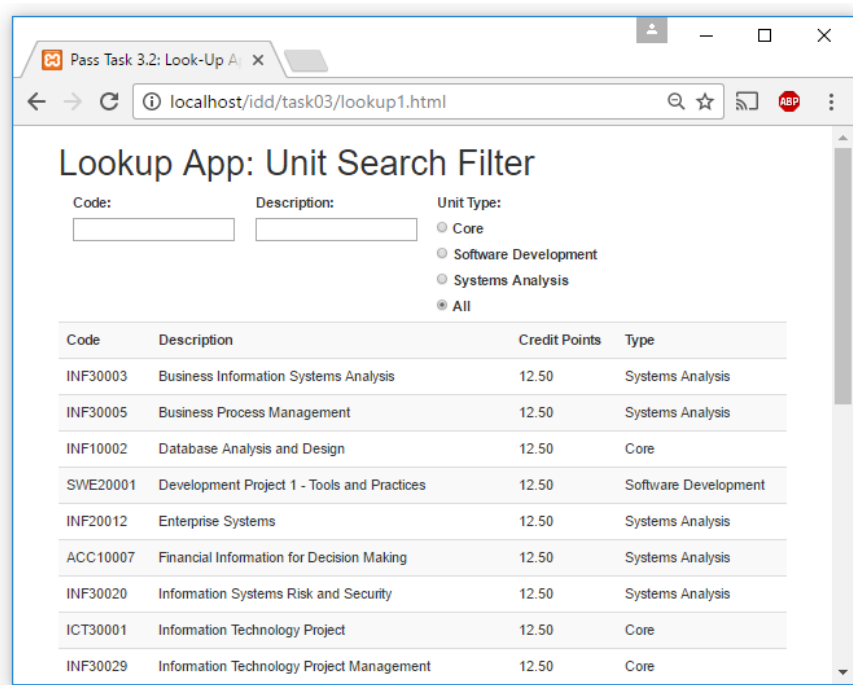 Pass Task 3.2: Look-Up A
localhost/idd/task03/lookup1.html
ABP
Lookup App: Unit Search Filter
Code: Description: Unit Type:
Core
Software Development
Systems Analysis
All
Code Description Credit Points Type
INF30003 Business Information Systems Analysis 12.50 Systems Analysis
INF30005 Business Process Management 12.50 Systems Analysis
INF10002 Database Analysis and Design 12.50 Core
SWE20001 Development Project 1 - Tools and Practices 12.50 Software Development
INF20012 Enterprise Systems 12.50 Systems Analysis
ACC10007 Financial Information for Decision Making 12.50 Systems Analysis
INF30020 Information Systems Risk and Security 12.50 Systems Analysis
ICT30001 Information Technology Project 12.50 Core
INF30029 Information Technology Project Management 12.50 Core